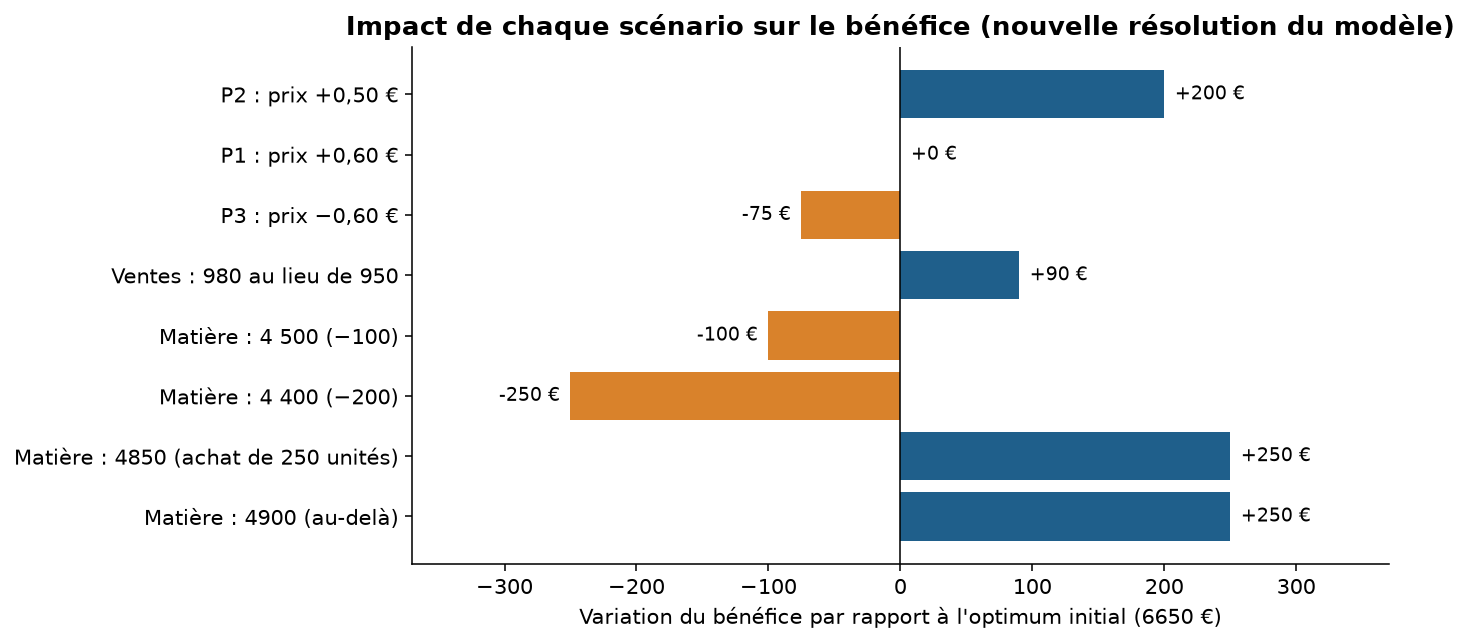 Impact de chaque scénario sur le bénéfice (nouvelle résolution du modèle)
P2 : prix +0,50 €
+200 €
P1 : prix +0,60 €
+0 €
P3 : prix −0,60 €
-75 €
Ventes : 980 au lieu de 950
+90 €
Matière : 4 500 (−100)
-100 €
Matière : 4 400 (−200)
-250 €
Matière : 4850 (achat de 250 unités)
+250 €
Matière : 4900 (au-delà)
+250 €
−300 −200 −100 0 100 200 300
Variation du bénéfice par rapport à l'optimum initial (6650 €)